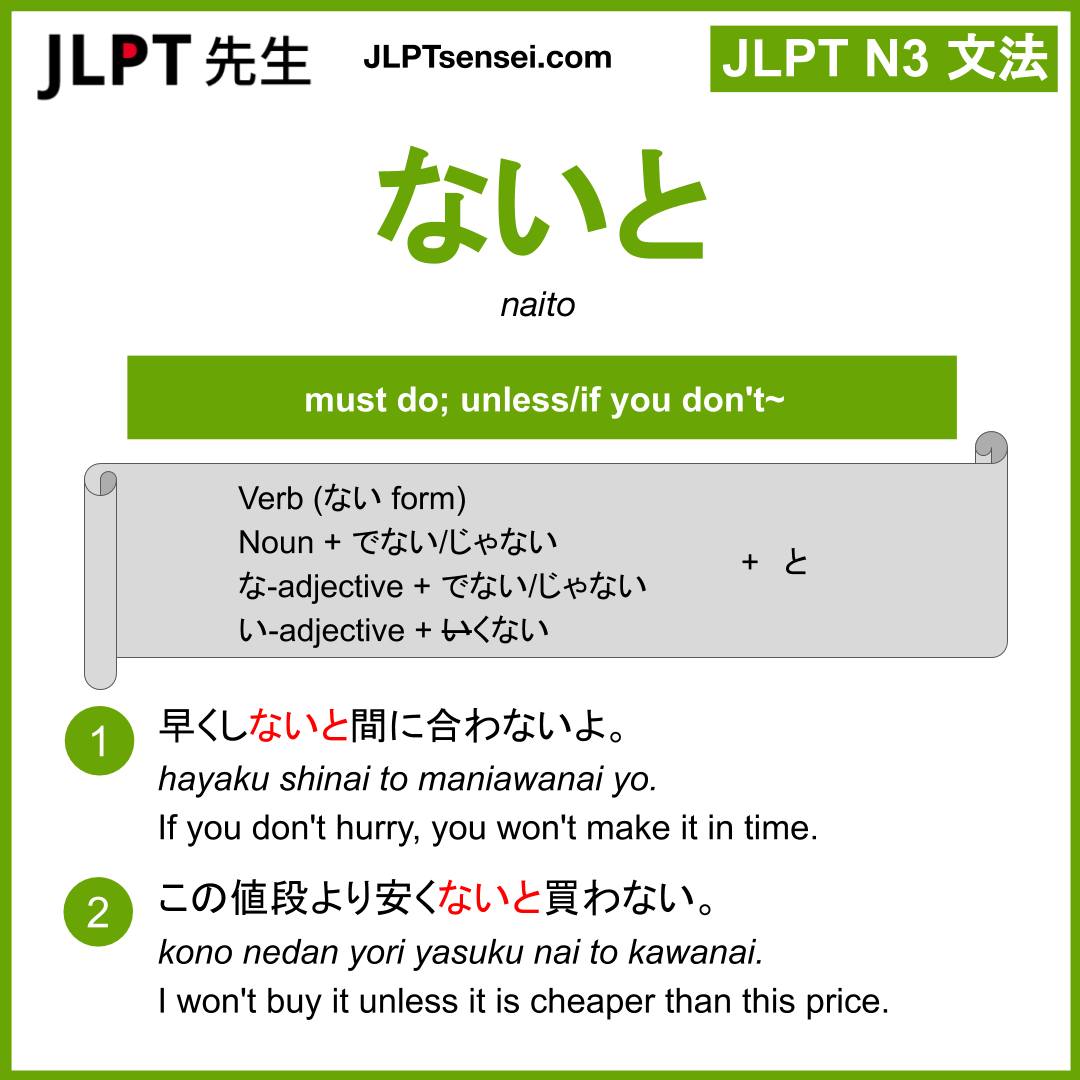 JLPT 先生
JLPTsensei.com
JLPT N3 文法
ないと
naito
must do; unless/if you don't~
Verb (ない form)
Noun + でない/じゃない
な-adjective + でない/じゃない
い-adjective + いくない
+ と
1
早くしないと間に合わないよ。
hayaku shinai to maniawanai yo.
If you don't hurry, you won't make it in time.
2
この値段より安くないと買わない。
kono nedan yori yasuku nai to kawanai.
I won't buy it unless it is cheaper than this price.